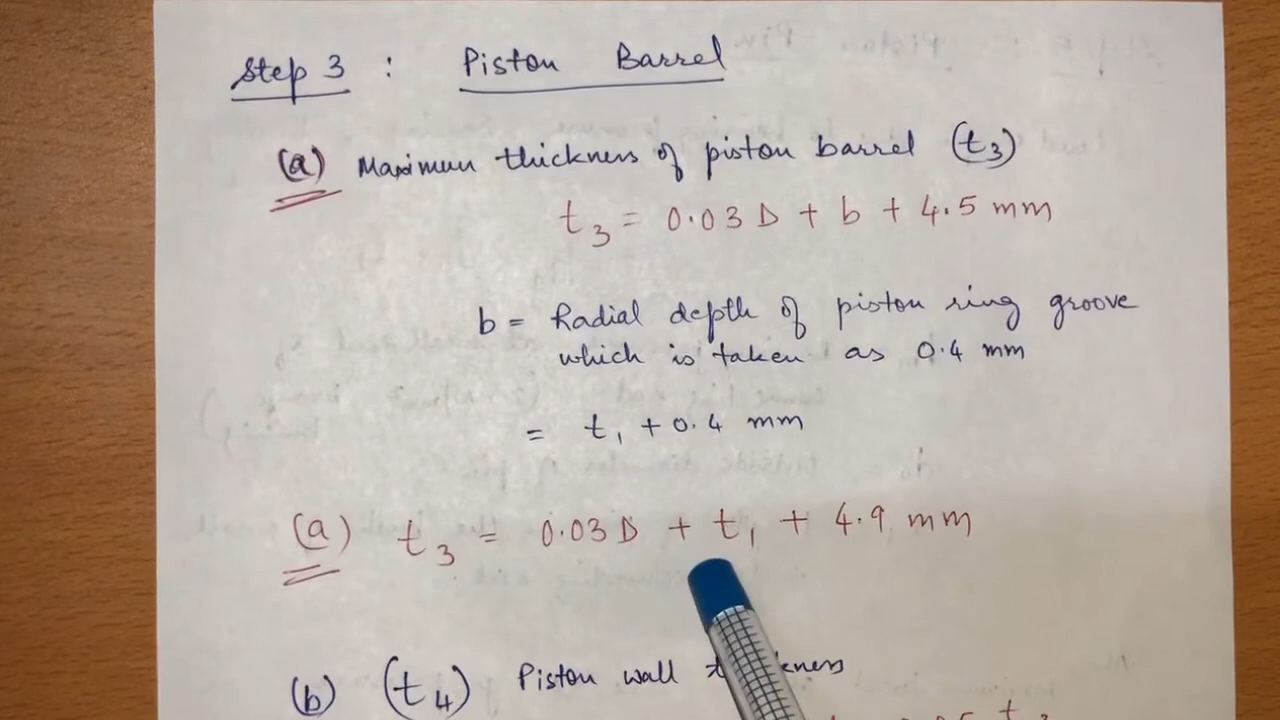 Step 3 : Piston Barrel
(a) Maximum thickness of piston barrel (t₃)
t₃ = 0.03 D + b + 4.5 mm
b = Radial depth of piston ring groove
which is taken as 0.4 mm
= t₁ + 0.4 mm
(a) t₃ = 0.03 D + t₁ + 4.9 mm
(b) (t₄) Piston wall